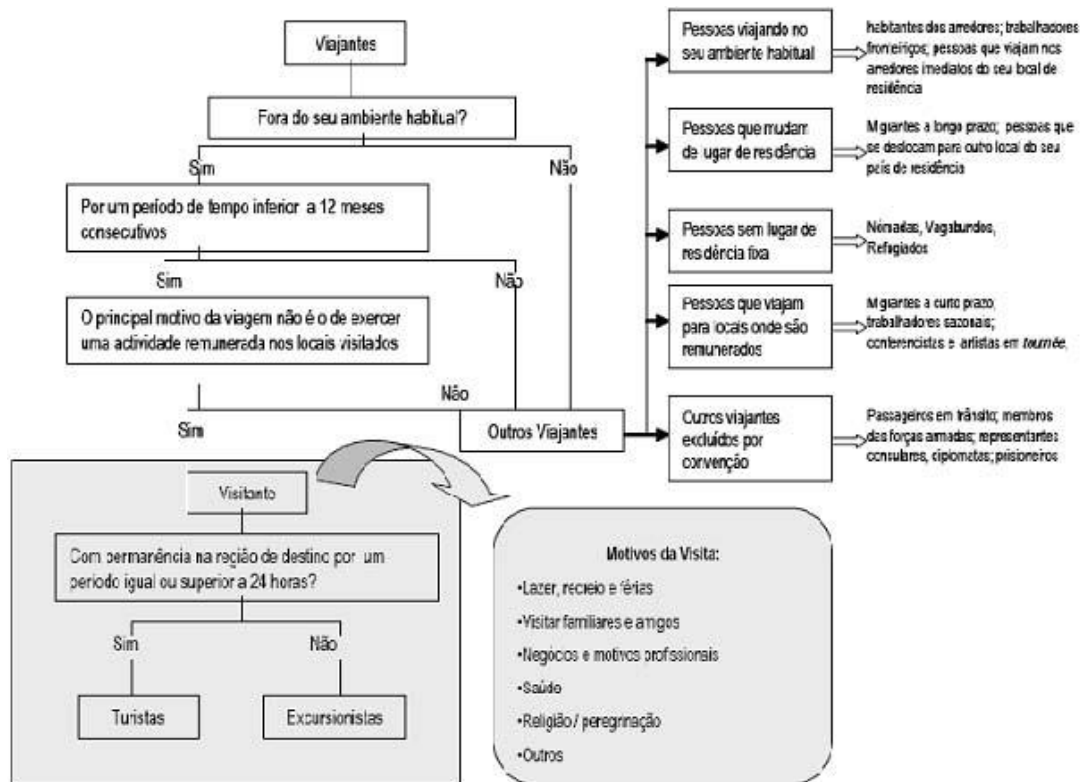 Viajantes
Fora do seu ambiente habitual?
Sim
Não
Por um período de tempo inferior a 12 meses
consecutivos
Sim
Não
O principal motivo da viagem não é o de exercer
uma actividade remunerada nos locais visitados
Não
Sim
Outros Viajantes
Pessoas viajando no
seu ambiente habitual
habitantes dos arredores; trabalhadores
fronteiriços; pessoas que viajam nos
arredores imediatos do seu local de
residência
Pessoas que mudam
de lugar de residência
Migrantes a longo prazo; pessoas que
se deslocam para outro local do seu
país de residência
Pessoas sem lugar de
residência fixa
Nómadas, Vagabundos,
Refugiados
Pessoas que viajam
para locais onde são
remunerados
Migrantes a curto prazo;
trabalhadores sazonais;
conferencistas e artistas em tournée.
Outros viajantes
excluídos por
convenção
Passageiros em trânsito; membros
das forças armadas; representantes
consulares, diplomatas; prisioneiros
Visitante
Com permanência na região de destino por um
período igual ou superior a 24 horas?
Sim
Não
Turistas
Excursionistas
Motivos da Visita:
•Lazer, recreio e férias
•Visitar familiares e amigos
•Negócios e motivos profissionais
•Saúde
•Religião / peregrinação
•Outros